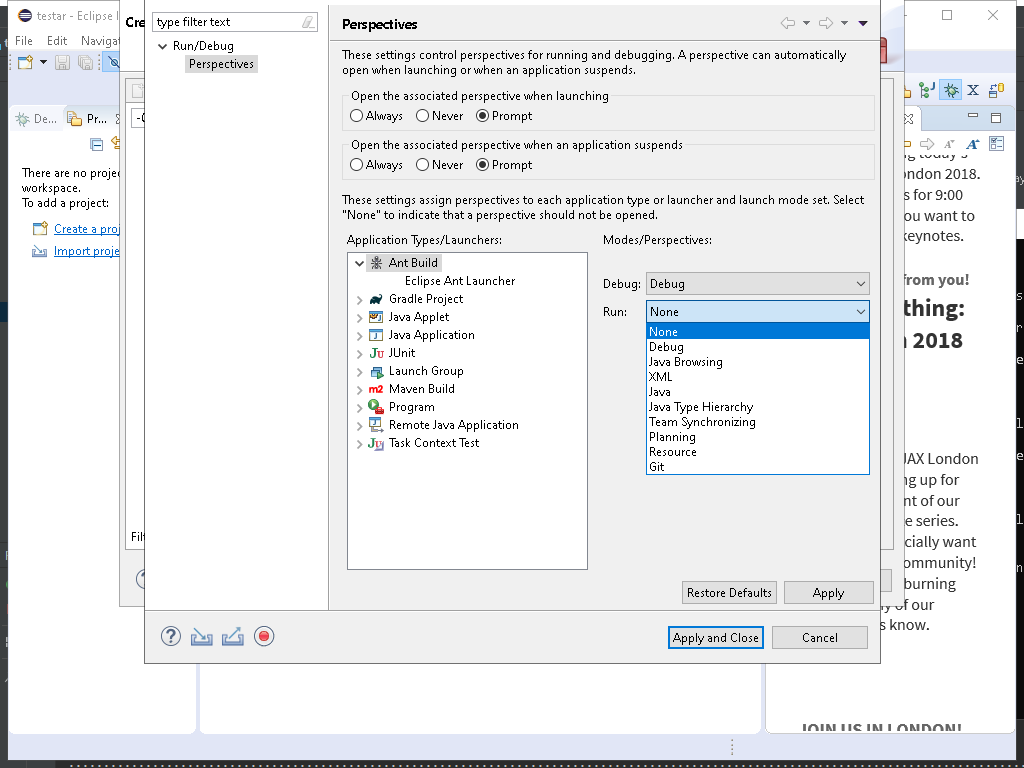 testar - Eclipse
File Edit Navigat
De...
Pr...
There are no proje
workspace.
To add a project:
Create a proj
Import proje
Cre
type filter text
Run/Debug
Perspectives
Perspectives
These settings control perspectives for running and debugging. A perspective can automatically
open when launching or when an application suspends.
Open the associated perspective when launching
Always Never Prompt
Open the associated perspective when an application suspends
Always Never Prompt
These settings assign perspectives to each application type or launcher and launch mode set. Select
"None" to indicate that a perspective should not be opened.
Application Types/Launchers:
Ant Build
Eclipse Ant Launcher
Gradle Project
Java Applet
Java Application
JUnit
Launch Group
Maven Build
Program
Remote Java Application
Task Context Test
Modes/Perspectives:
Debug: Debug
Run: None
None
Debug
Java Browsing
XML
Java
Java Type Hierarchy
Team Synchronizing
Planning
Resource
Git
Restore Defaults Apply
Apply and Close Cancel
Filt
ondon 2018.
s for 9:00
ou want to
keynotes.
from you!
thing:
2018
JAX London
ng up for
nt of our
e series.
cially want
ommunity!
burning
y of our
s know.
JOIN US IN LONDON!